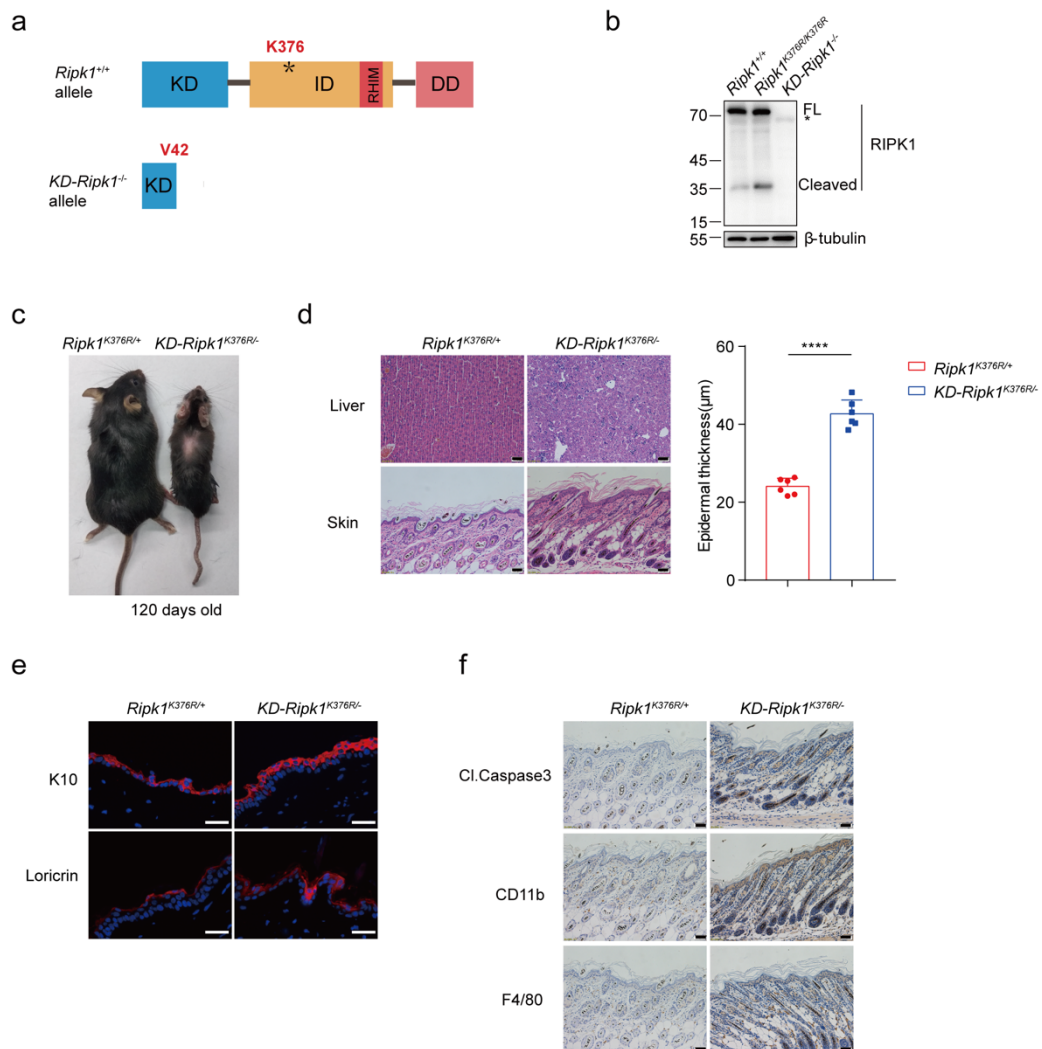 a
K376
*
Ripk1+/+
allele
KD
ID
RHIM
DD
V42
KD-Ripk1-/-
allele
KD
b
Ripk1+/+
Ripk1K376R/K376R
KD-Ripk1-/-
70
45
35
15
55
FL
*
Cleaved
RIPK1
β-tubulin
c
Ripk1K376R/+
KD-Ripk1K376R/-
120 days old
d
Ripk1K376R/+
KD-Ripk1K376R/-
Liver
Skin
60
40
20
0
Epidermal thickness(μm)
****
Ripk1K376R/+
KD-Ripk1K376R/-
e
Ripk1K376R/+
KD-Ripk1K376R/-
K10
Loricrin
f
Ripk1K376R/+
KD-Ripk1K376R/-
Cl.Caspase3
CD11b
F4/80